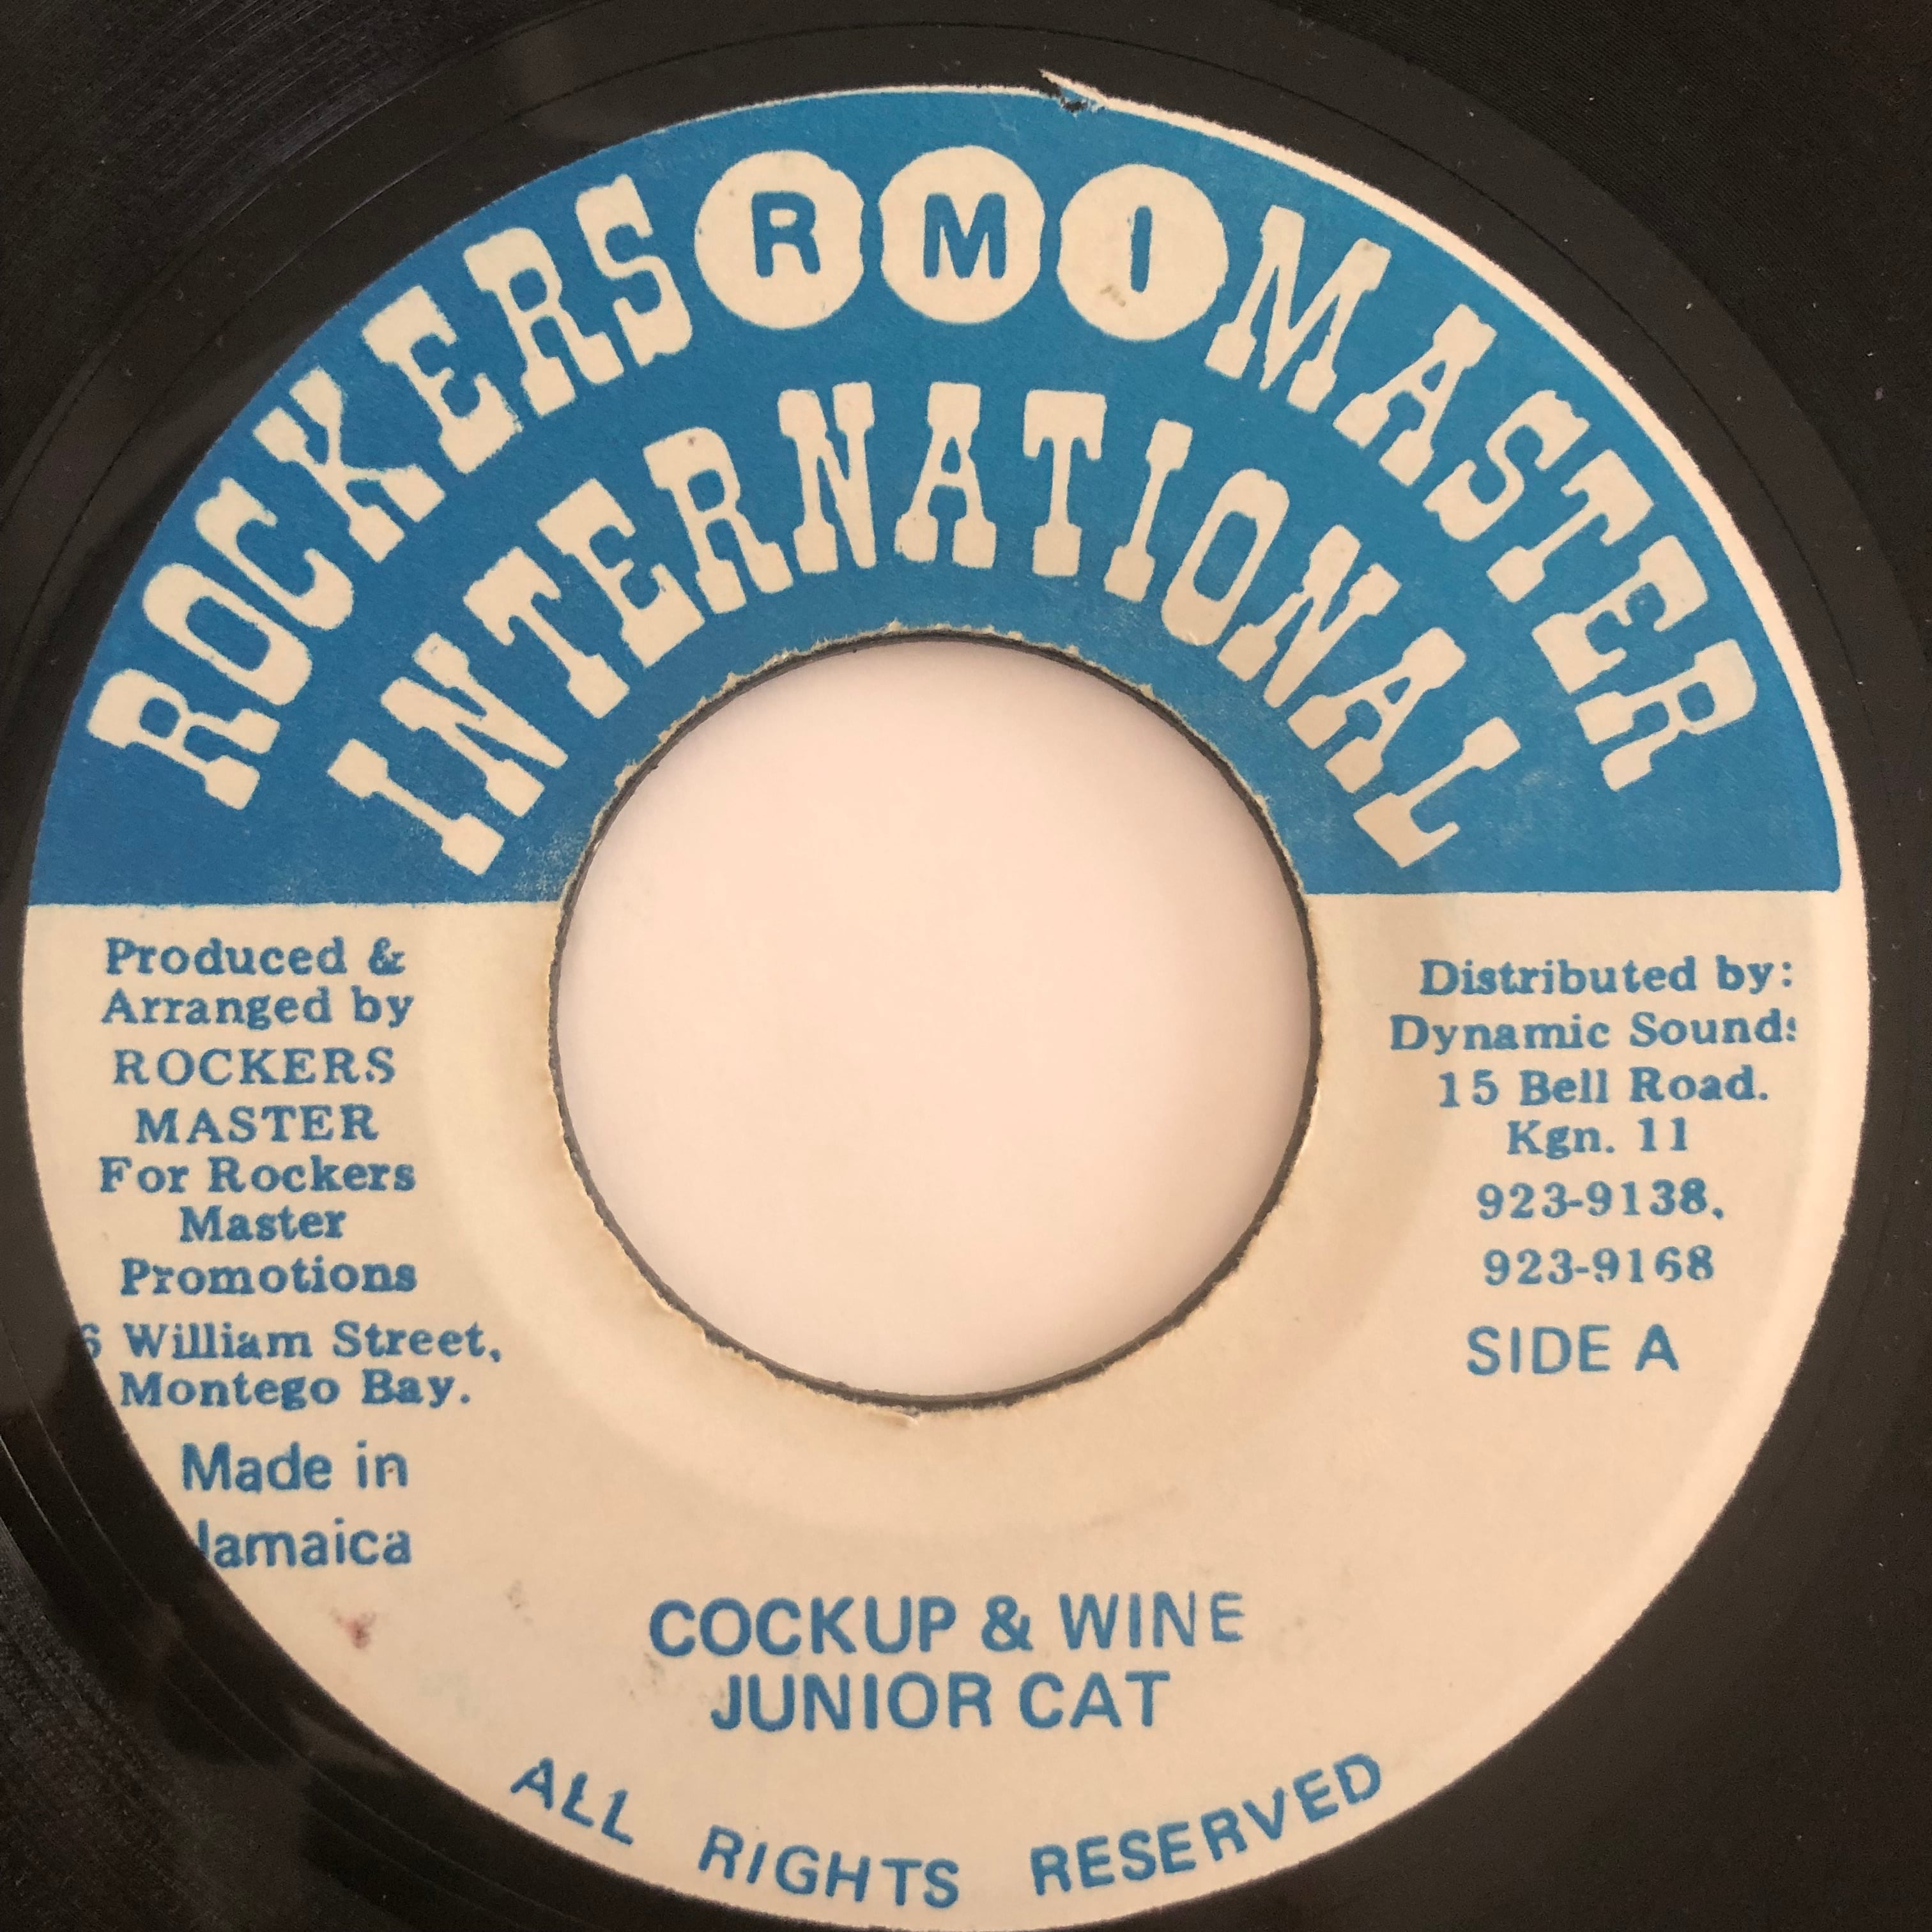 ROCKERS R M I MASTER
INTERNATIONAL
Produced &
Arranged by
ROCKERS
MASTER
For Rockers
Master
Promotions
6 William Street,
Montego Bay.
Made in
Jamaica
Distributed by:
Dynamic Sounds
15 Bell Road.
Kgn. 11
923-9138,
923-9168
SIDE A
COCKUP & WINE
JUNIOR CAT
ALL RIGHTS RESERVED